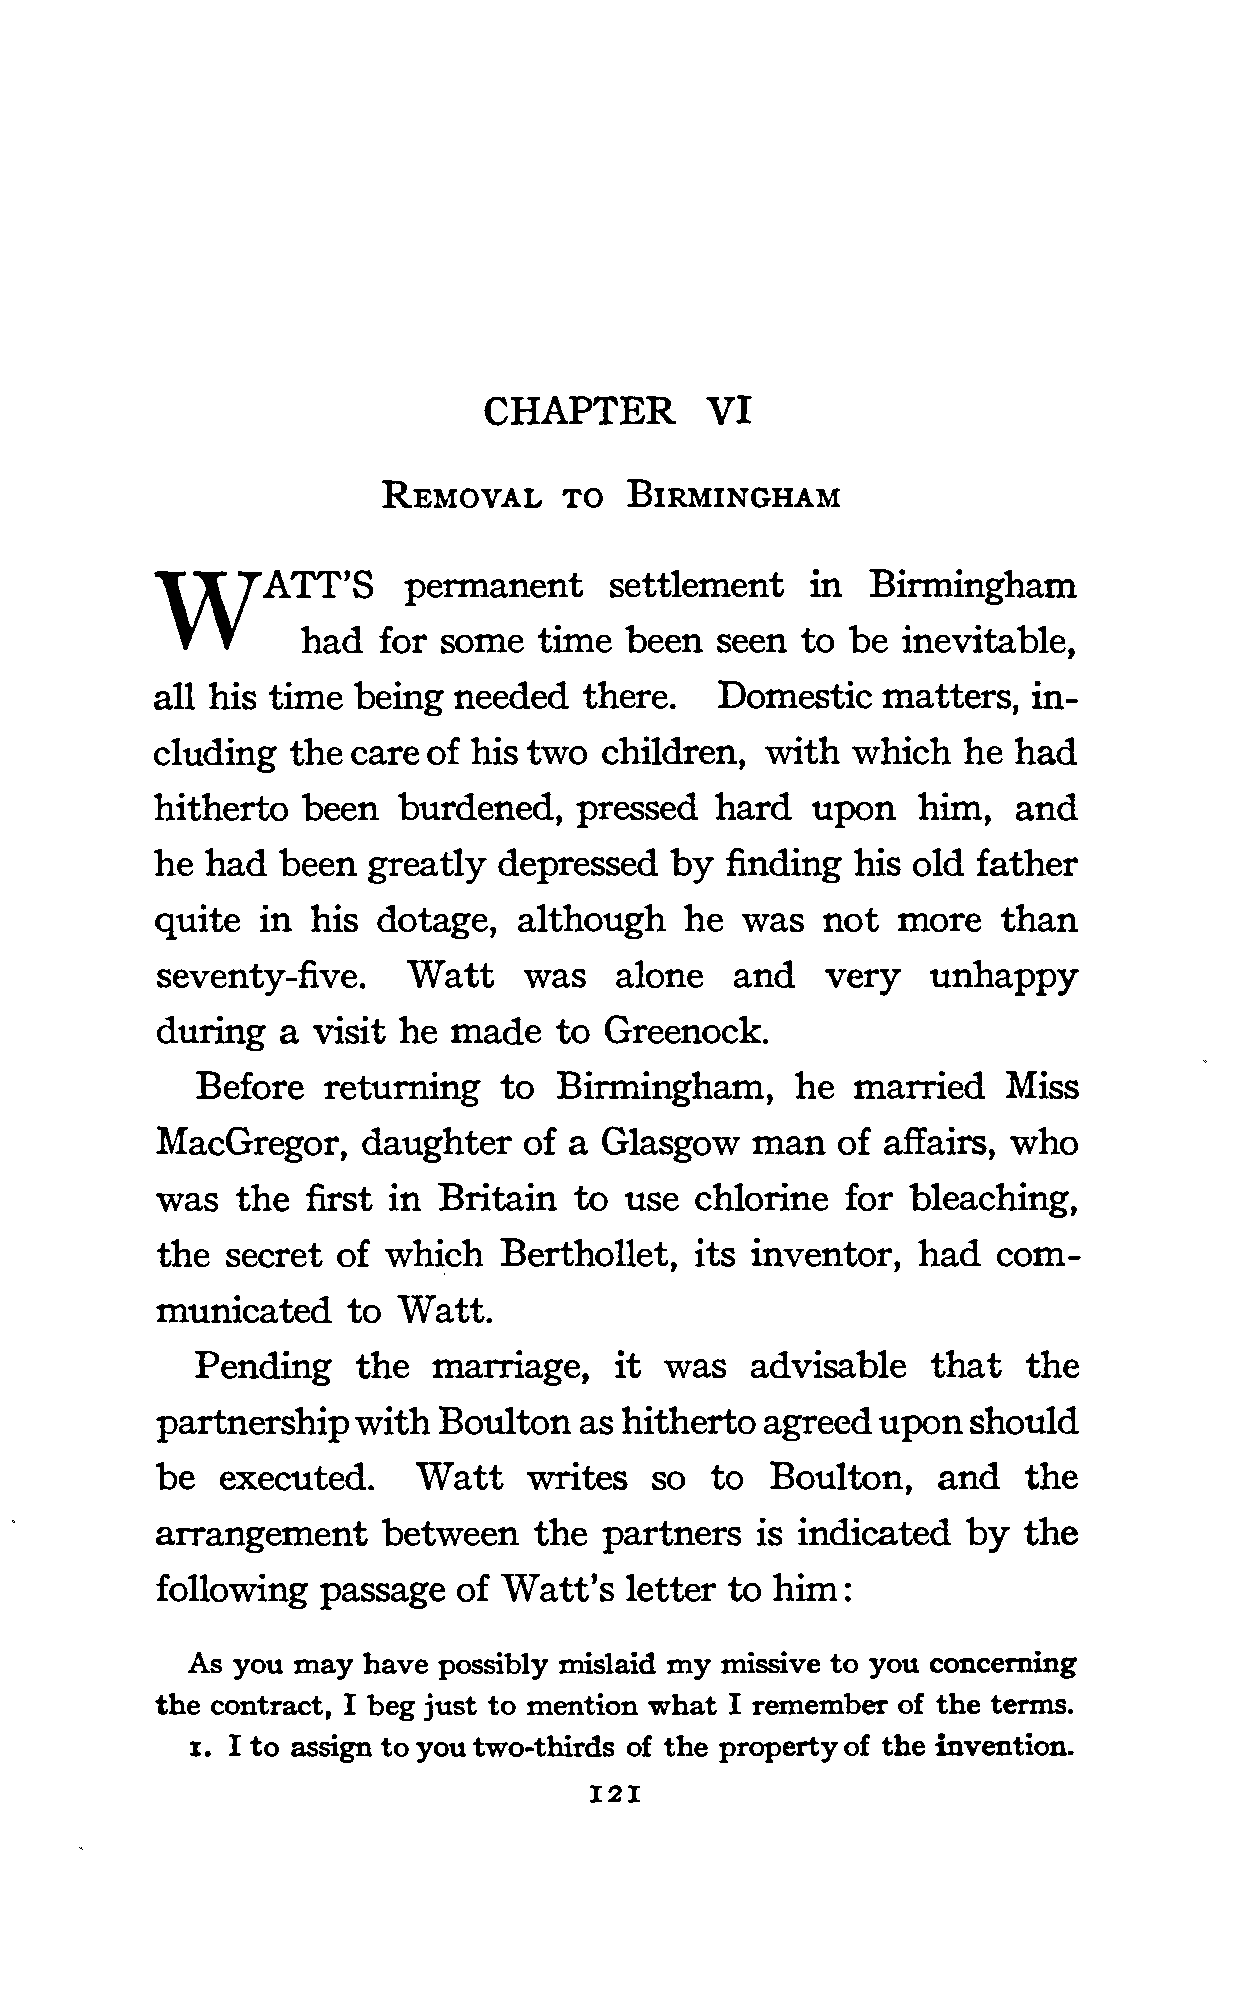 CHAPTER VI
REMOVAL TO BIRMINGHAM
WATT'S permanent settlement in Birmingham
had for some time been seen to be inevitable,
all his time being needed there. Domestic matters, in-
cluding the care of his two children, with which he had
hitherto been burdened, pressed hard upon him, and
he had been greatly depressed by finding his old father
quite in his dotage, although he was not more than
seventy-five. Watt was alone and very unhappy
during a visit he made to Greenock.
Before returning to Birmingham, he married Miss
MacGregor, daughter of a Glasgow man of affairs, who
was the first in Britain to use chlorine for bleaching,
the secret of which Berthollet, its inventor, had com-
municated to Watt.
Pending the marriage, it was advisable that the
partnership with Boulton as hitherto agreed upon should
be executed. Watt writes so to Boulton, and the
arrangement between the partners is indicated by the
following passage of Watt's letter to him:
As you may have possibly mislaid my missive to you concerning
the contract, I beg just to mention what I remember of the terms.
1. I to assign to you two-thirds of the property of the invention.
121